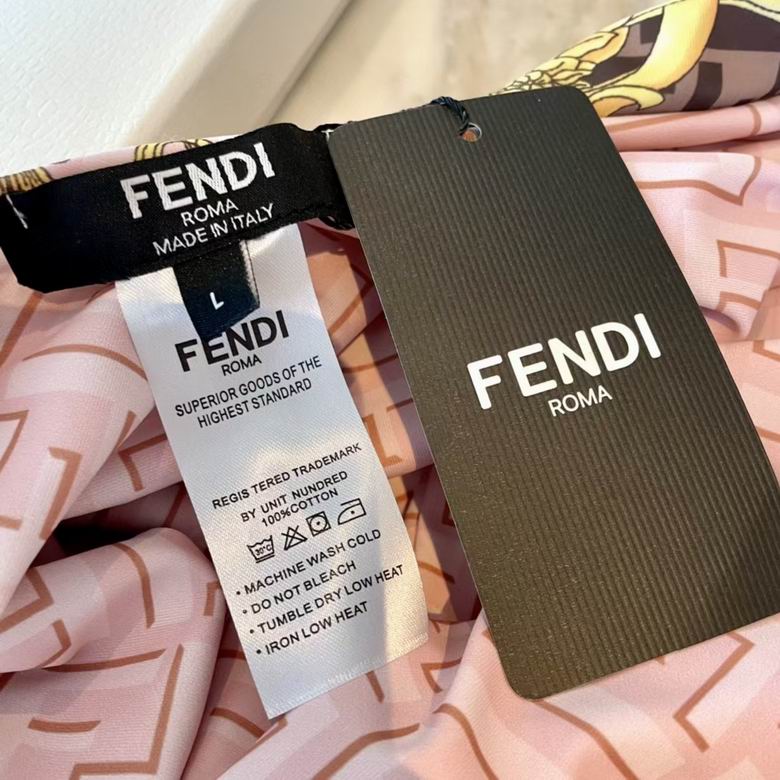 FENDI
ROMA
MADE IN ITALY
L
FENDI
ROMA
SUPERIOR GOODS OF THE
HIGHEST STANDARD
REGIS TERED TRADEMARK
BY UNIT NUNDRED
100%COTTON
30°C
• MACHINE WASH COLD
• DO NOT BLEACH
• TUMBLE DRY LOW HEAT
• IRON LOW HEAT
FENDI
ROMA